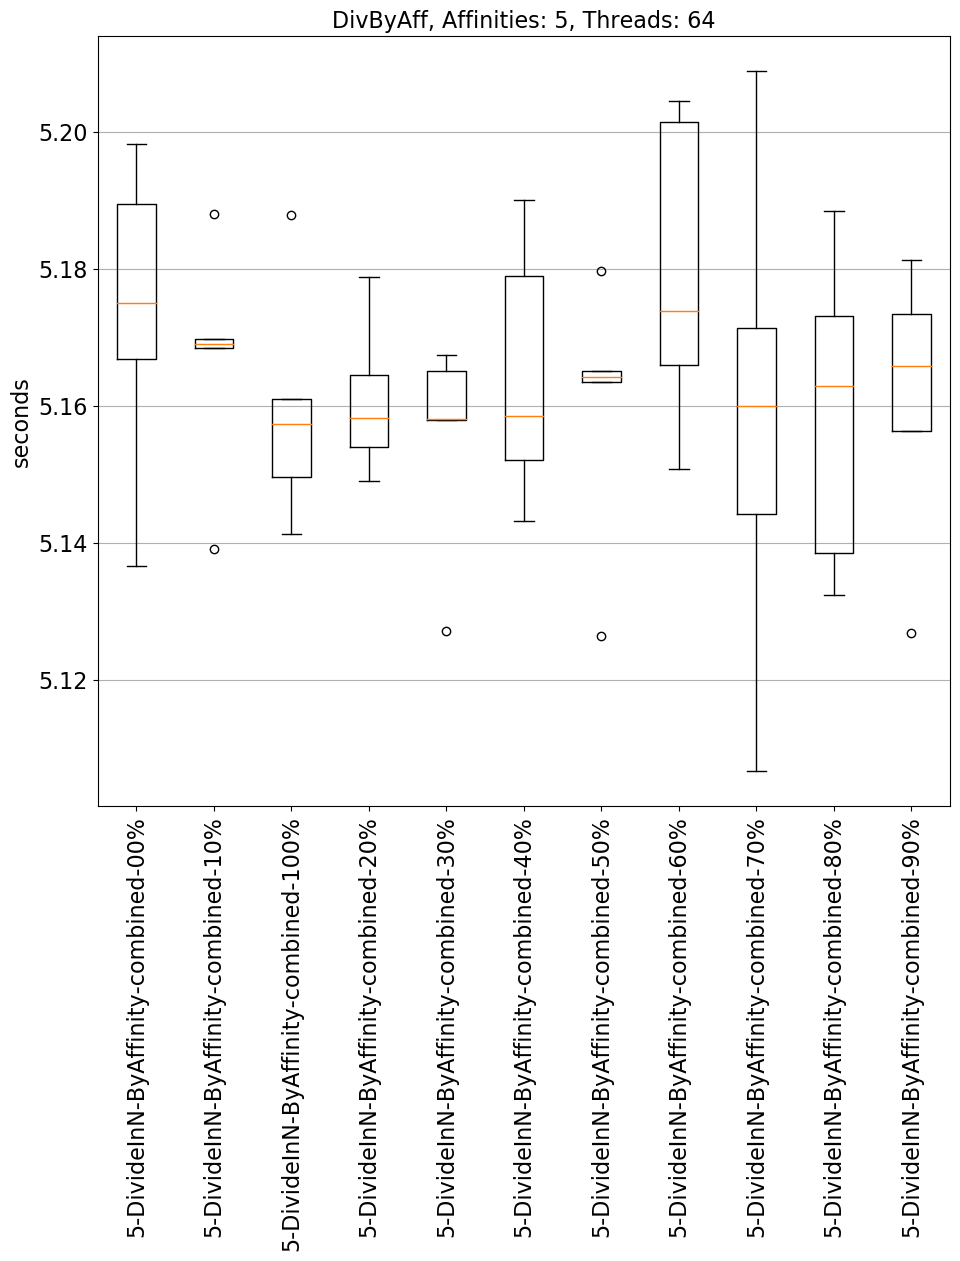 DivByAff, Affinities: 5, Threads: 64
seconds
5.20
5.18
5.16
5.14
5.12
5-DivideInN-ByAffinity-combined-00%
5-DivideInN-ByAffinity-combined-10%
5-DivideInN-ByAffinity-combined-100%
5-DivideInN-ByAffinity-combined-20%
5-DivideInN-ByAffinity-combined-30%
5-DivideInN-ByAffinity-combined-40%
5-DivideInN-ByAffinity-combined-50%
5-DivideInN-ByAffinity-combined-60%
5-DivideInN-ByAffinity-combined-70%
5-DivideInN-ByAffinity-combined-80%
5-DivideInN-ByAffinity-combined-90%